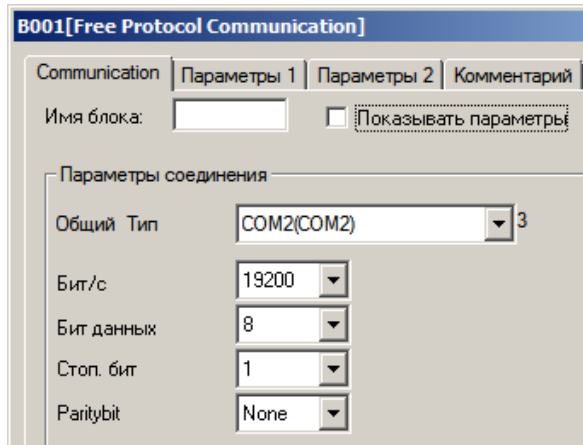 B001[Free Protocol Communication]
Communication Параметры 1 Параметры 2 Комментарий
Имя блока: Показывать параметры
Параметры соединения
Общий Тип COM2(COM2) 3
Бит/с 19200
Бит данных 8
Стоп. бит 1
Paritybit None